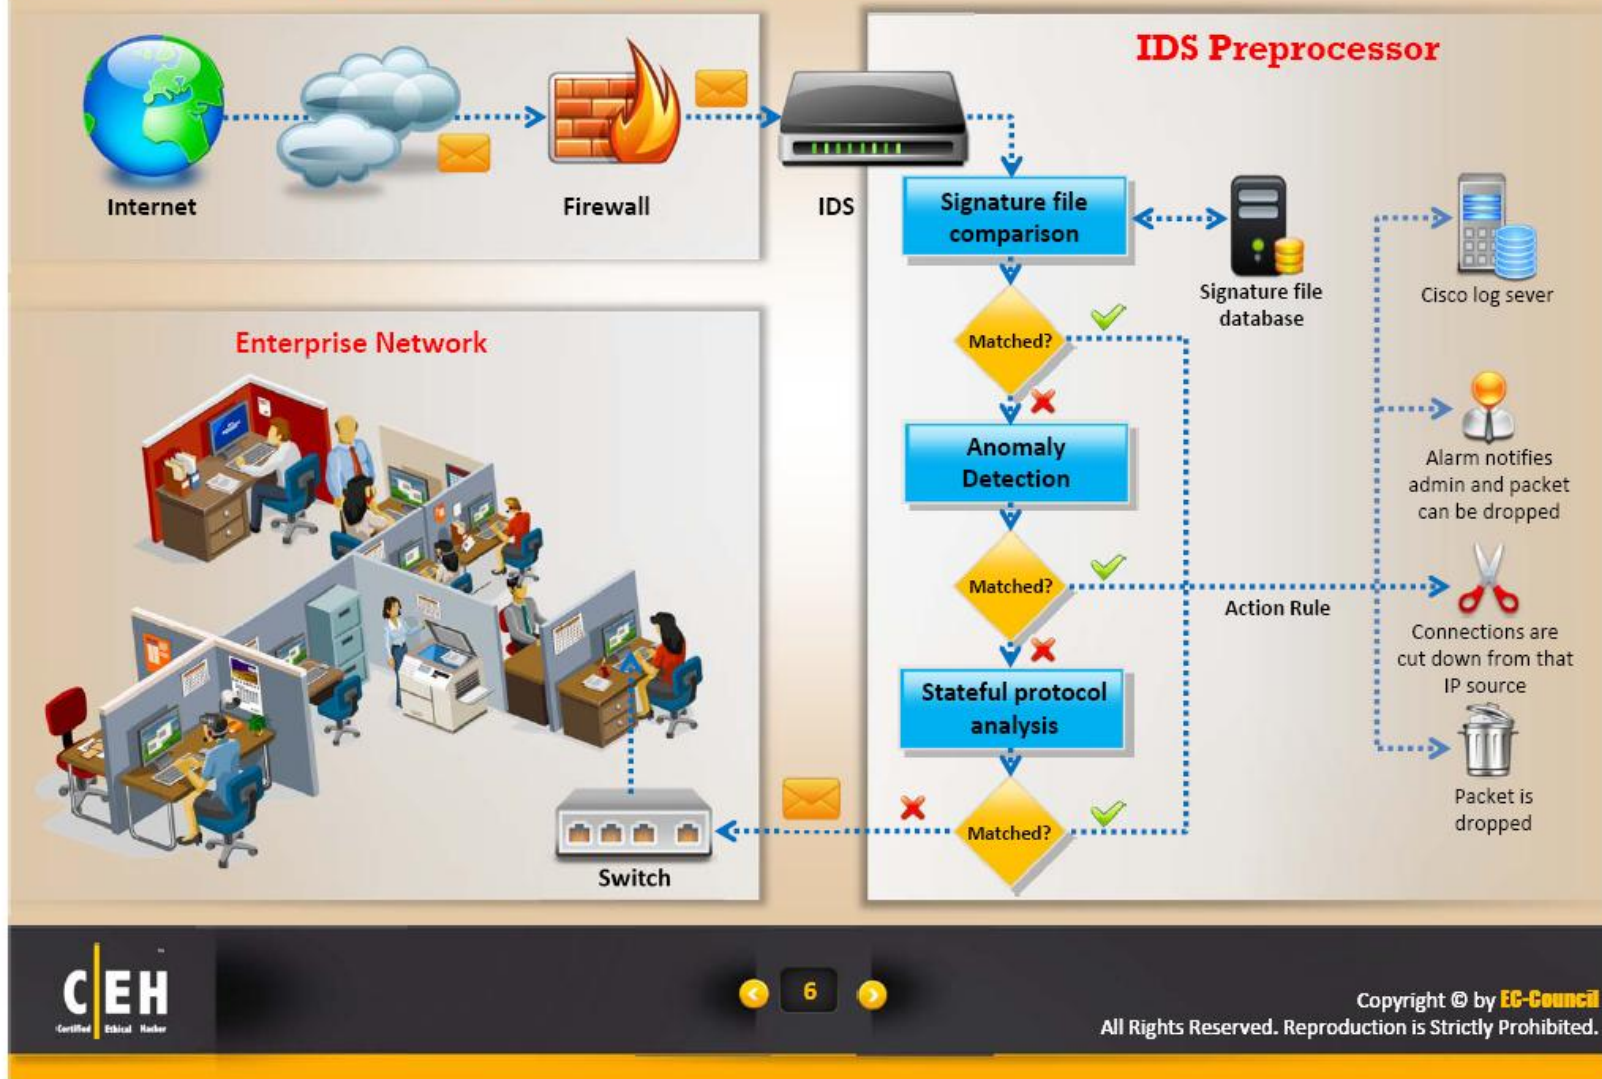 IDS Preprocessor
Internet
Firewall
IDS
Signature file
comparison
Signature file
database
Cisco log sever
Matched?
Enterprise Network
Anomaly
Detection
Alarm notifies
admin and packet
can be dropped
Matched?
Action Rule
Connections are
cut down from that
IP source
Stateful protocol
analysis
Matched?
Packet is
dropped
Switch
CEH
Certified Ethical Hacker
6
Copyright © by EC-Council
All Rights Reserved. Reproduction is Strictly Prohibited.